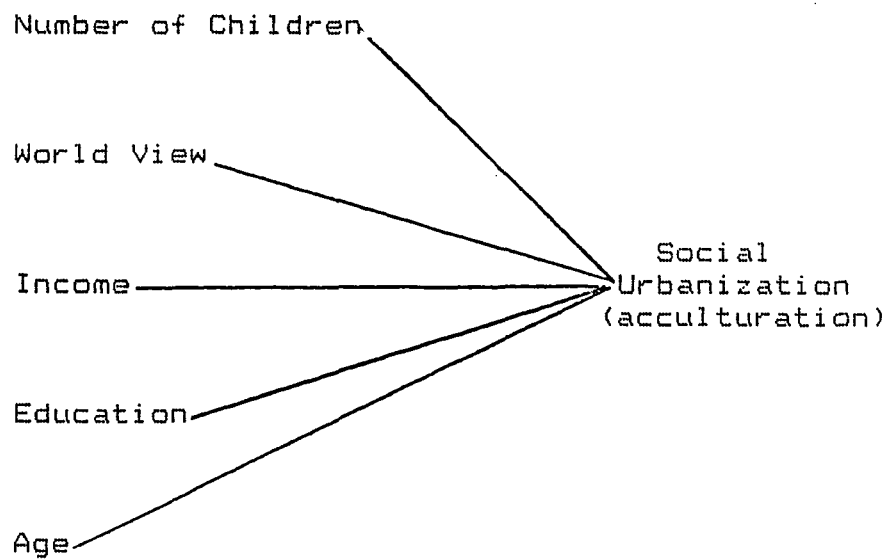 Number of Children
World View
Social
Income
Urbanization
(acculturation)
Education
Age